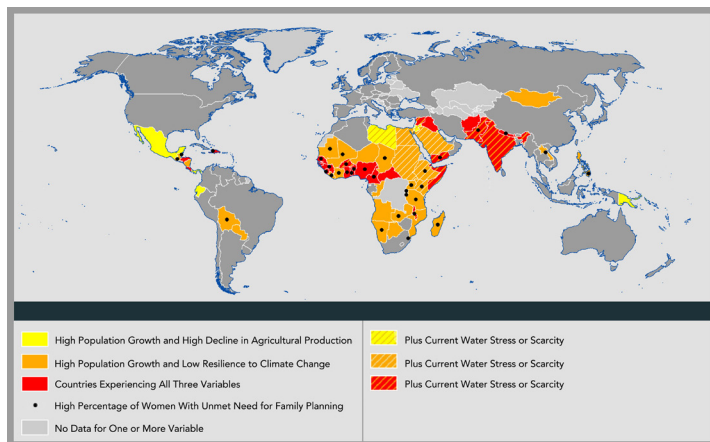 High Population Growth and High Decline in Agricultural Production
Plus Current Water Stress or Scarcity
High Population Growth and Low Resilience to Climate Change
Plus Current Water Stress or Scarcity
Countries Experiencing All Three Variables
Plus Current Water Stress or Scarcity
High Percentage of Women With Unmet Need for Family Planning
No Data for One or More Variable